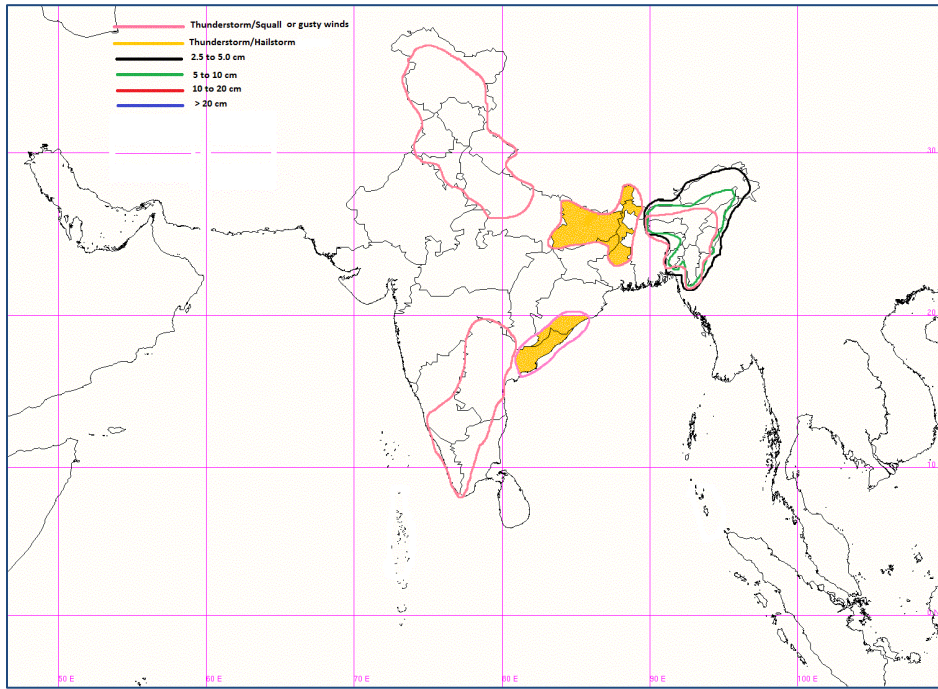 Thunderstorm/Squall or gusty winds
Thunderstorm/Hailstorm
2.5 to 5.0 cm
5 to 10 cm
10 to 20 cm
> 20 cm
30
20
10
50 E
60 E
70 E
80 E
90 E
100 E